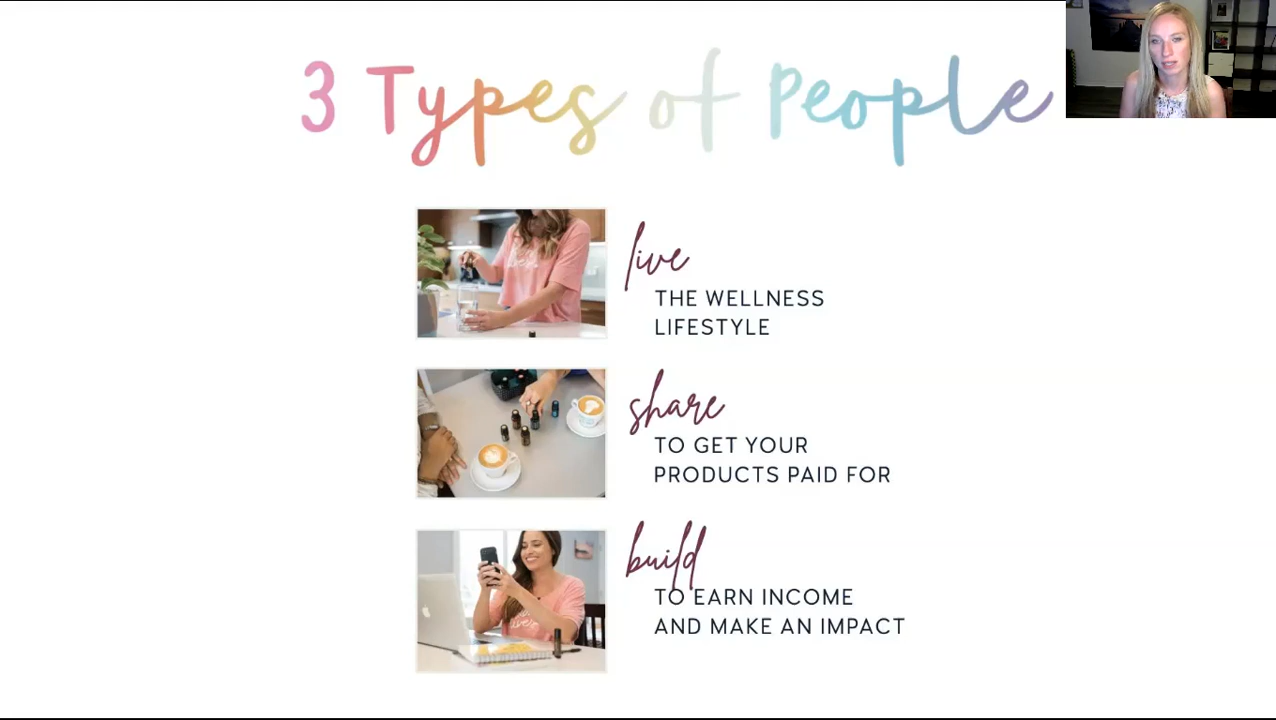 3 Types of People
live
THE WELLNESS
LIFESTYLE
share
TO GET YOUR
PRODUCTS PAID FOR
build
TO EARN INCOME
AND MAKE AN IMPACT